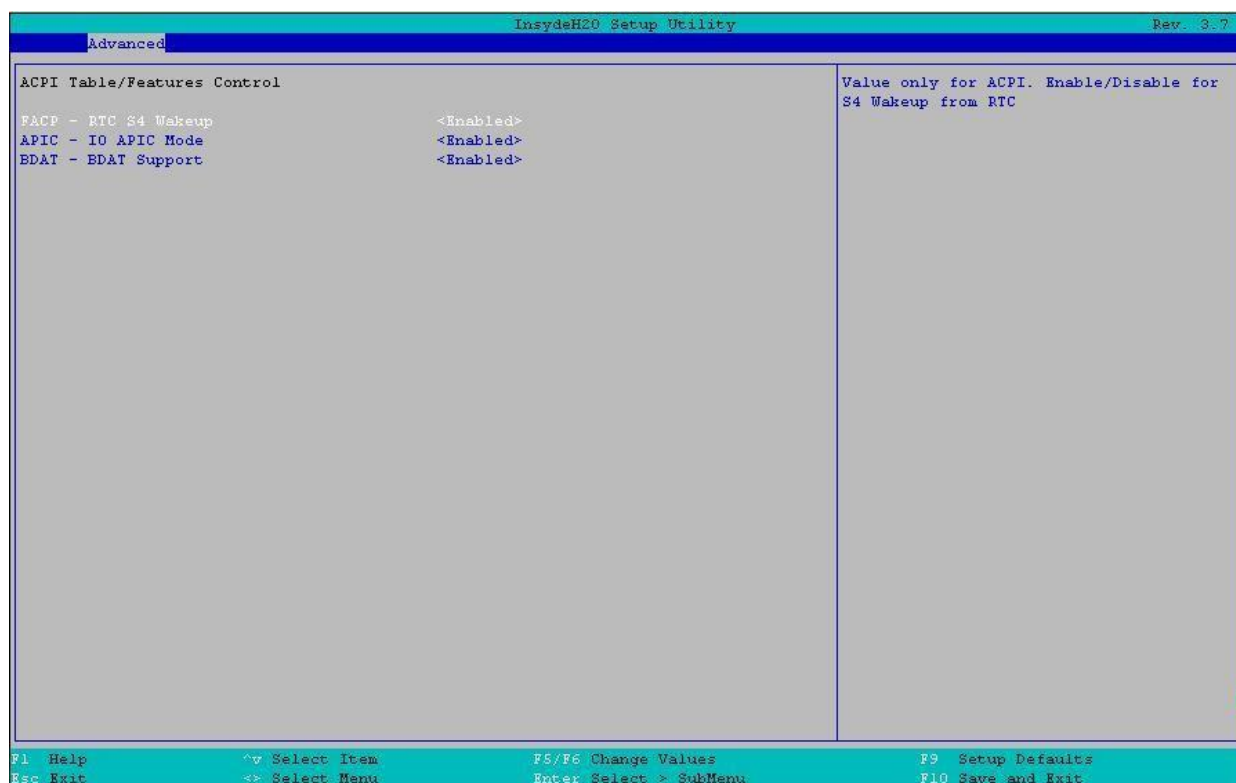 InsydeH2O Setup Utility Rev. 3.7
Advanced
ACPI Table/Features Control
FACP - RTC S4 Wakeup <Enabled>
APIC - IO APIC Mode <Enabled>
BDAT - BDAT Support <Enabled>
Value only for ACPI. Enable/Disable for
S4 Wakeup from RTC
F1 Help ^v Select Item F5/F6 Change Values F9 Setup Defaults
Esc Exit <> Select Menu Enter Select > SubMenu F10 Save and Exit